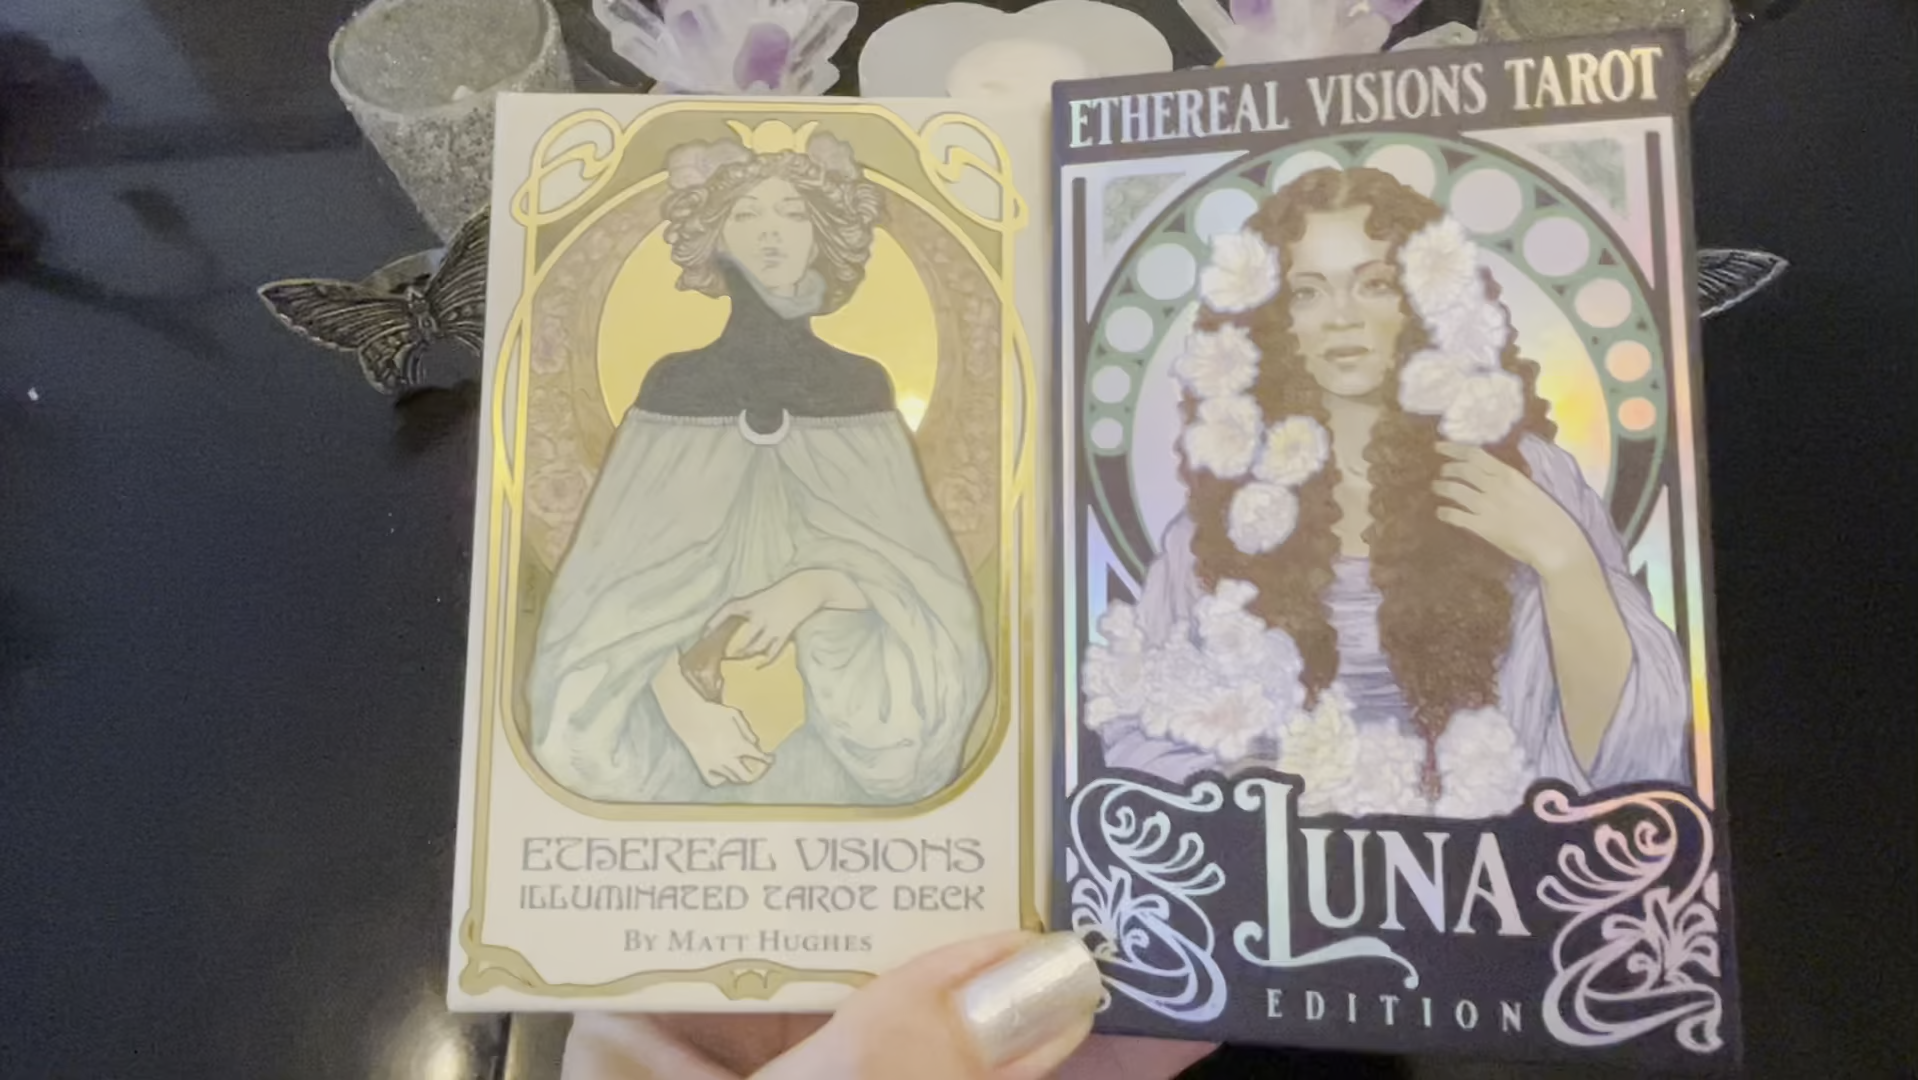 ETHEREAL VISIONS
ILLUMINATED TAROT DECK
BY MATT HUGHES
ETHEREAL VISIONS TAROT
LUNA
EDITION